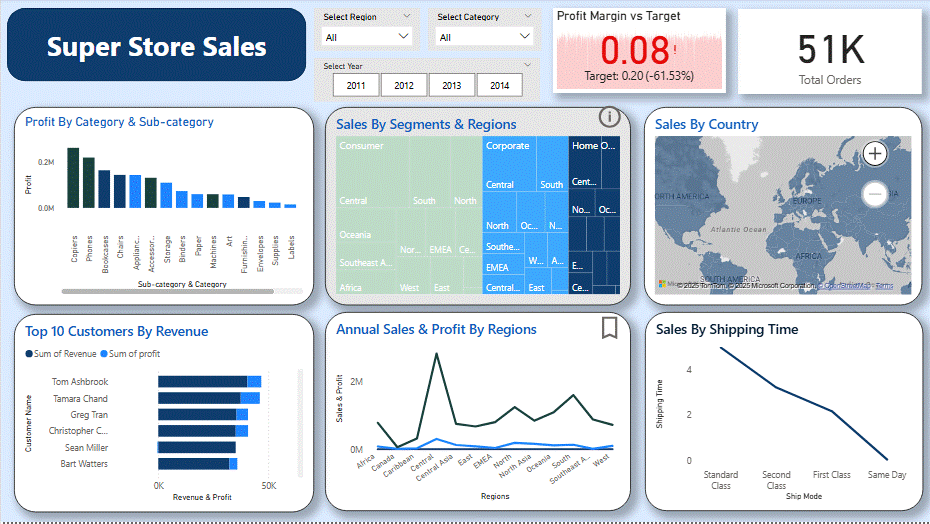 Super Store Sales
Select Region
All
Select Category
All
Select Year
2011
2012
2013
2014
Profit Margin vs Target
0.08!
Target: 0.20 (-61.53%)
51K
Total Orders
Profit By Category & Sub-category
Profit
0.2M
0.0M
Copiers
Phones
Bookcases
Chairs
Applianc...
Accessor...
Storage
Binders
Paper
Machines
Art
Furnishin...
Envelopes
Supplies
Labels
Sub-category & Category
Sales By Segments & Regions
Consumer
Central
South
North
Oceania
Southeast A...
Africa
Nor...
EMEA
Ce...
West
East
Corporate
Central
South
North
Oc...
N...
Southe...
EMEA
Central...
W...
A...
East
Home O...
Cent...
No...
Oc...
E...
Ce...
Sales By Country
NORTH AMERICA
EUROPE
Atlantic Ocean
AFRICA
SOUTH AMERICA
© 2025 TomTom, © 2025 Microsoft Corporation, © OpenStreetMap Terms
Top 10 Customers By Revenue
Sum of Revenue
Sum of profit
Customer Name
Tom Ashbrook
Tamara Chand
Greg Tran
Christopher C...
Sean Miller
Bart Watters
0K
50K
Revenue & Profit
Annual Sales & Profit By Regions
Sales & Profit
2M
0M
Africa
Canada
Caribbean
Central
Central Asia
East
EMEA
North
North Asia
Oceania
South
Southeast A...
West
Regions
Sales By Shipping Time
Shipping Time
4
2
0
Standard
Class
Second
Class
First Class
Same Day
Ship Mode